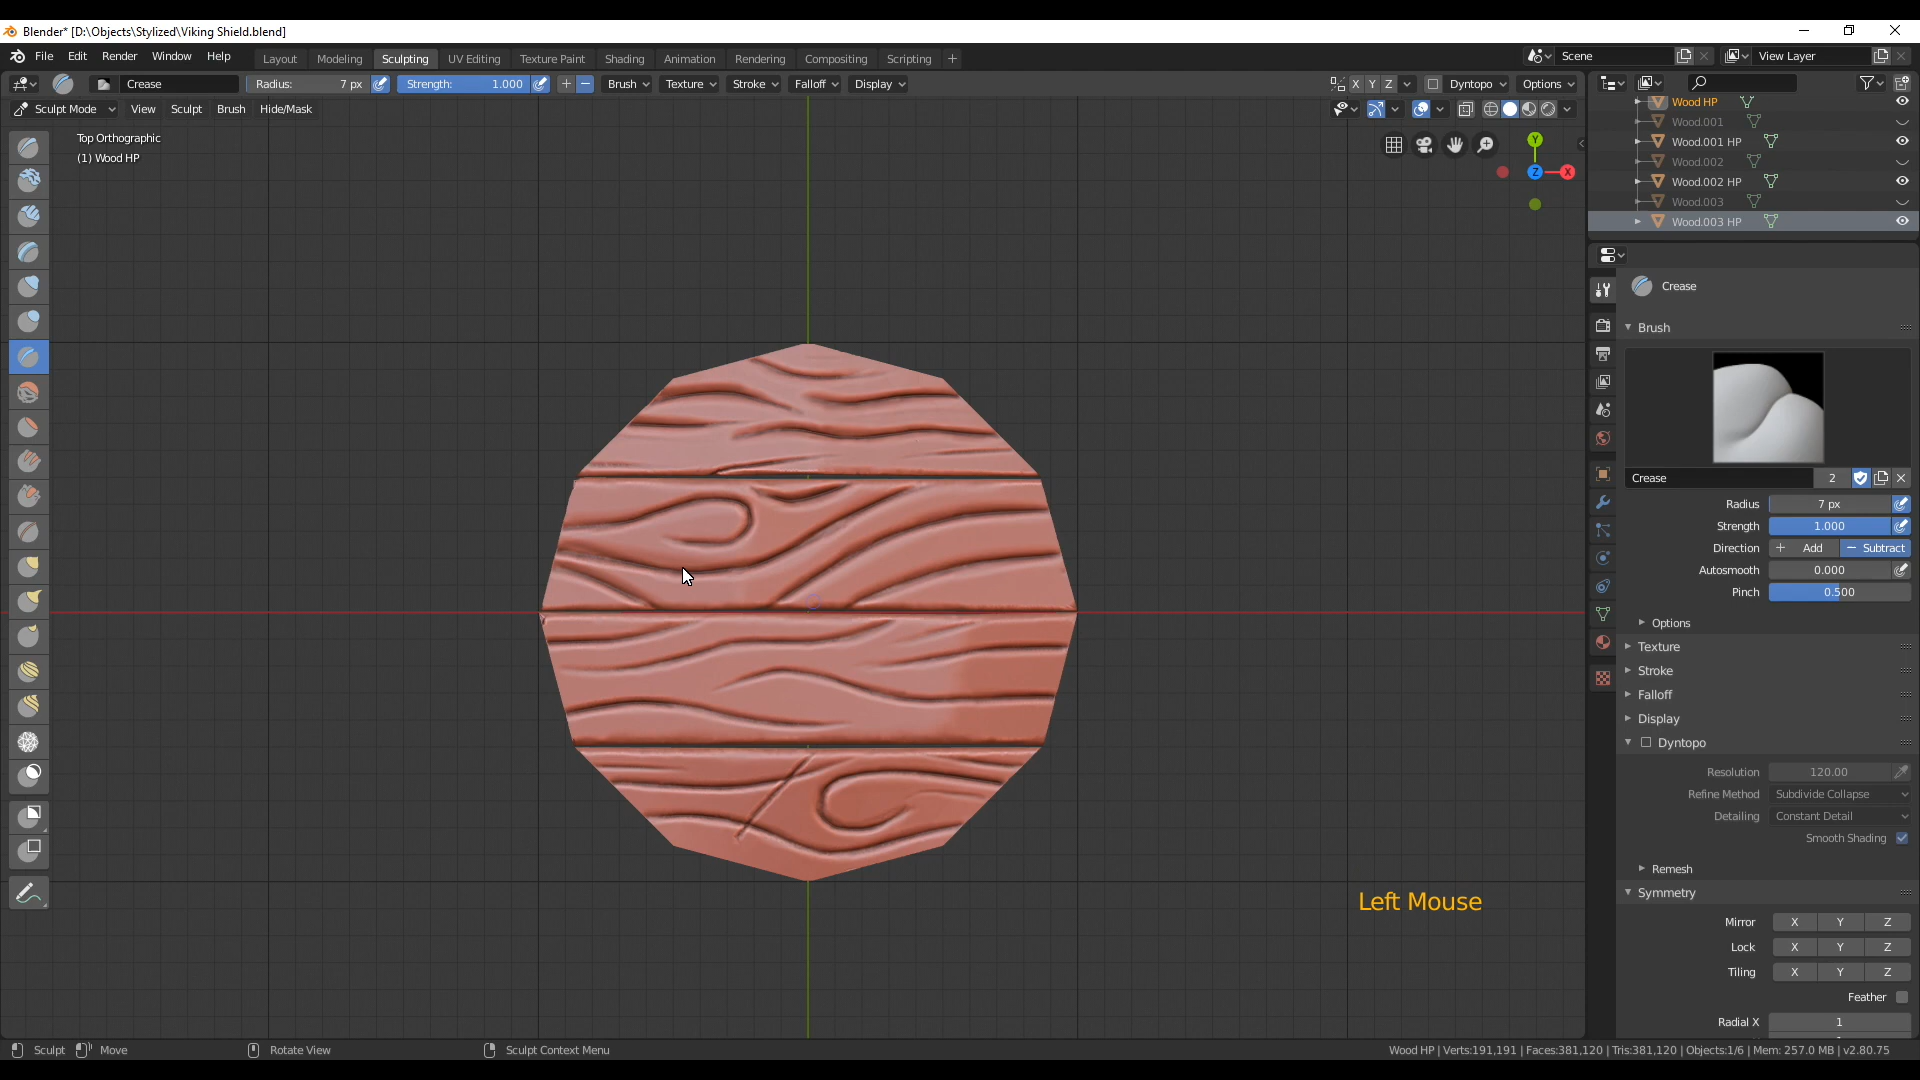 Blender* [D:\Objects\Stylized\Viking Shield.blend]
File Edit Render Window Help Layout Modeling Sculpting UV Editing Texture Paint Shading Animation Rendering Compositing Scripting + Scene View Layer
Crease Radius: 7 px Strength: 1.000 + − Brush Texture Stroke Falloff Display X Y Z Dyntopo Options
Sculpt Mode View Sculpt Brush Hide/Mask
Top Orthographic
(1) Wood HP
Y
Z X
Wood HP
Wood.001
Wood.001 HP
Wood.002
Wood.002 HP
Wood.003
Wood.003 HP
Crease
Brush
Crease 2
Radius 7 px
Strength 1.000
Direction + Add − Subtract
Autosmooth 0.000
Pinch 0.500
Options
Texture
Stroke
Falloff
Display
Dyntopo
Resolution 120.00
Refine Method Subdivide Collapse
Detailing Constant Detail
Smooth Shading
Remesh
Symmetry
Mirror X Y Z
Lock X Y Z
Tiling X Y Z
Feather
Radial X 1
Left Mouse
Sculpt Move Rotate View Sculpt Context Menu Wood HP | Verts:191,191 | Faces:381,120 | Tris:381,120 | Objects:1/6 | Mem: 257.0 MB | v2.80.75